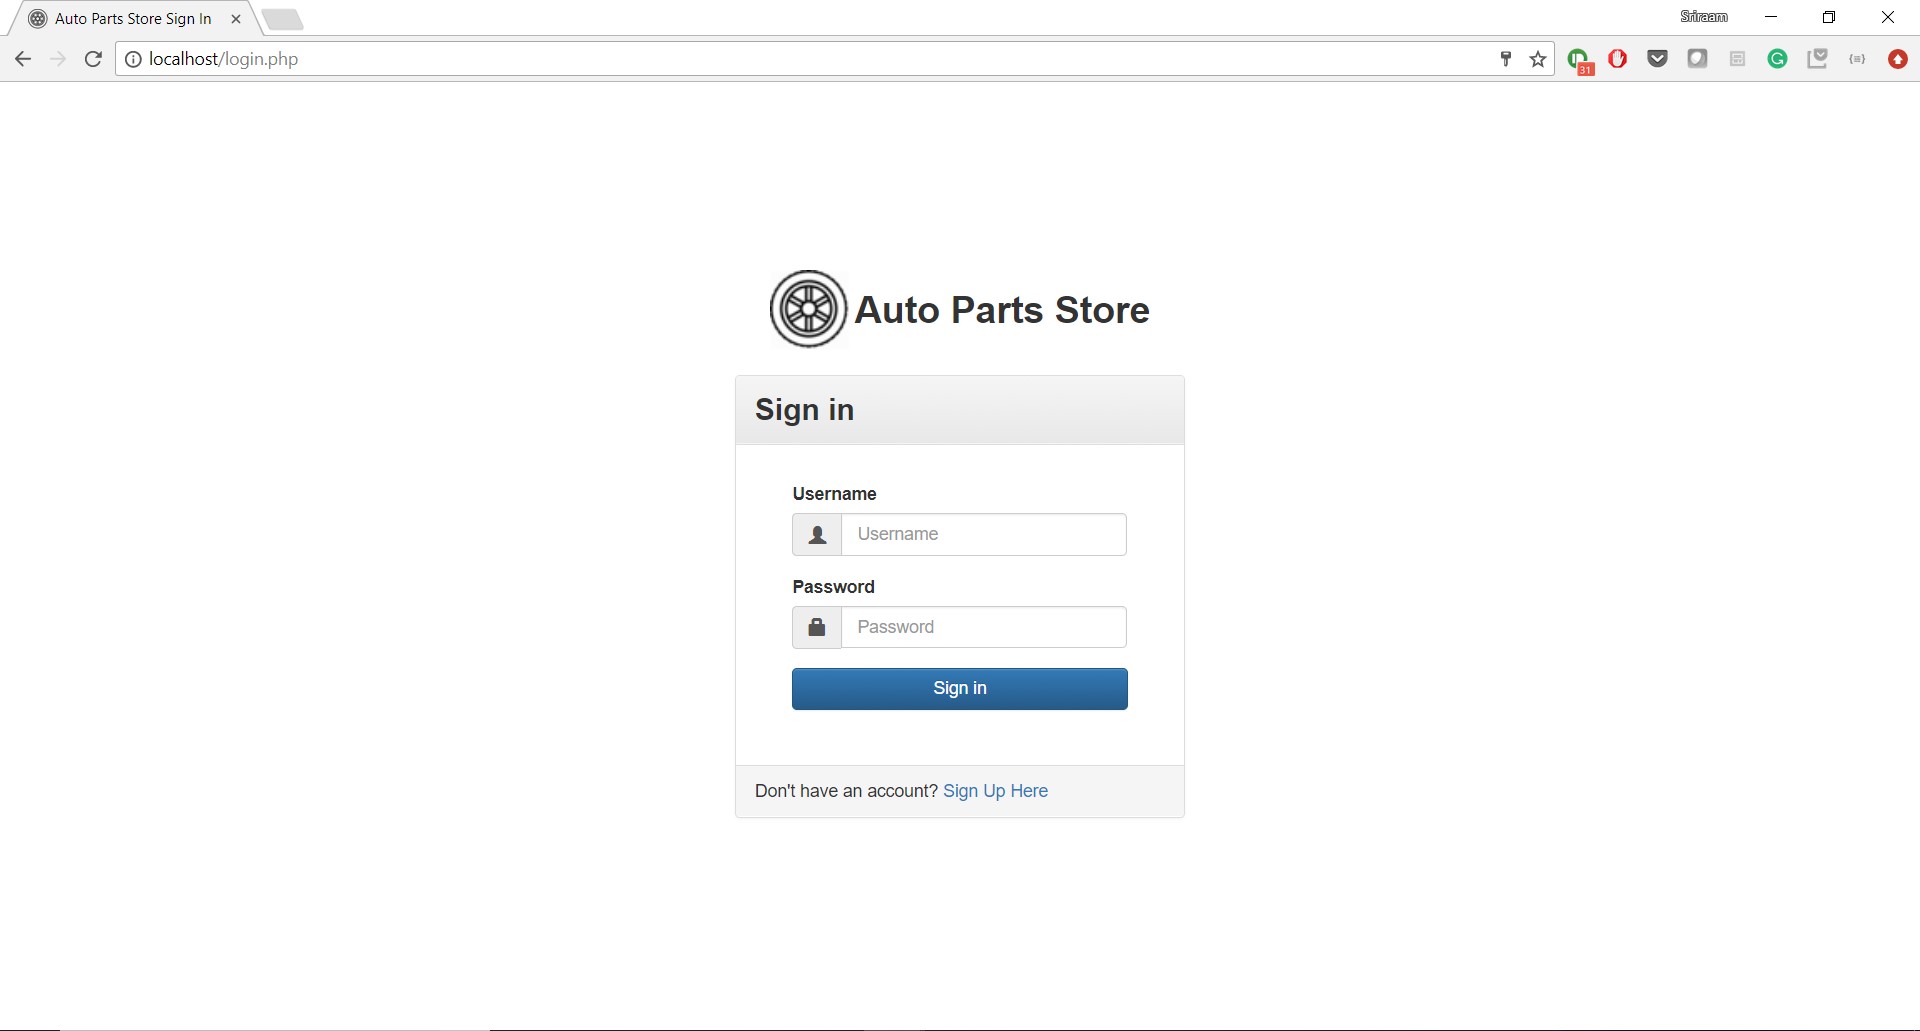 Auto Parts Store Sign In
Sriraam
localhost/login.php
31
Auto Parts Store
Sign in
Username
Username
Password
Password
Sign in
Don't have an account? Sign Up Here